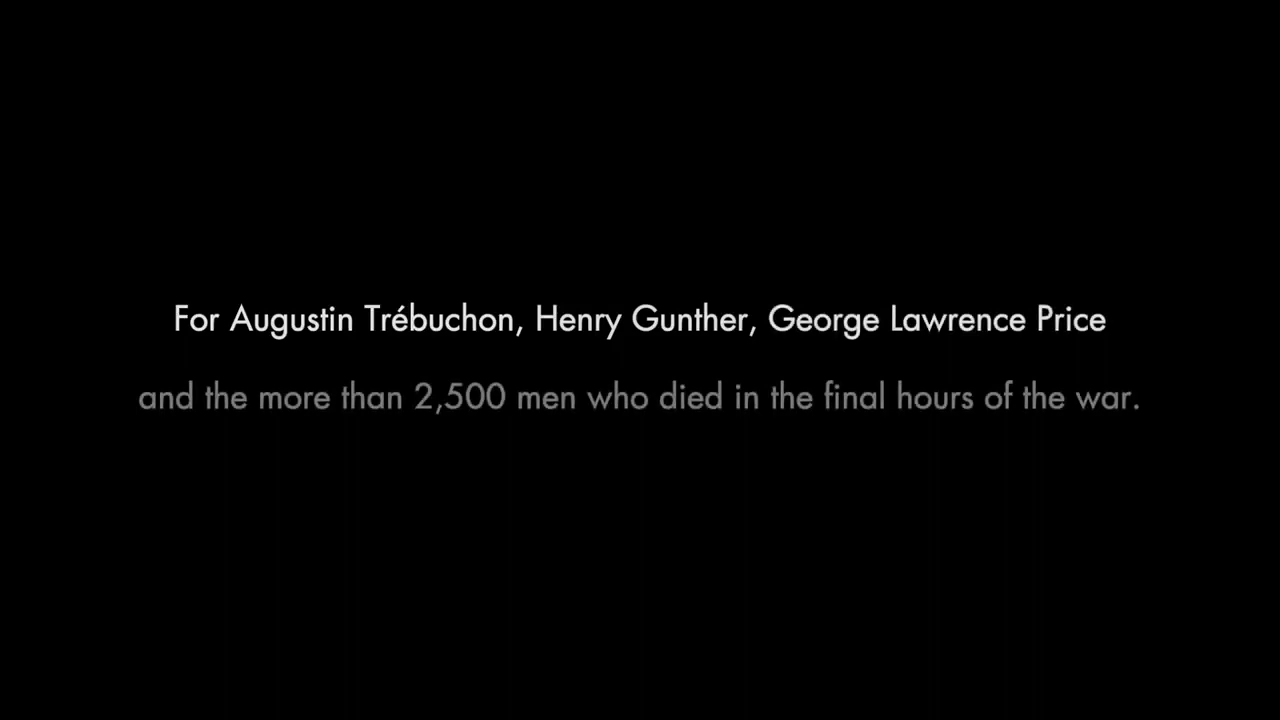 For Augustin Trébuchon, Henry Gunther, George Lawrence Price
and the more than 2,500 men who died in the final hours of the war.